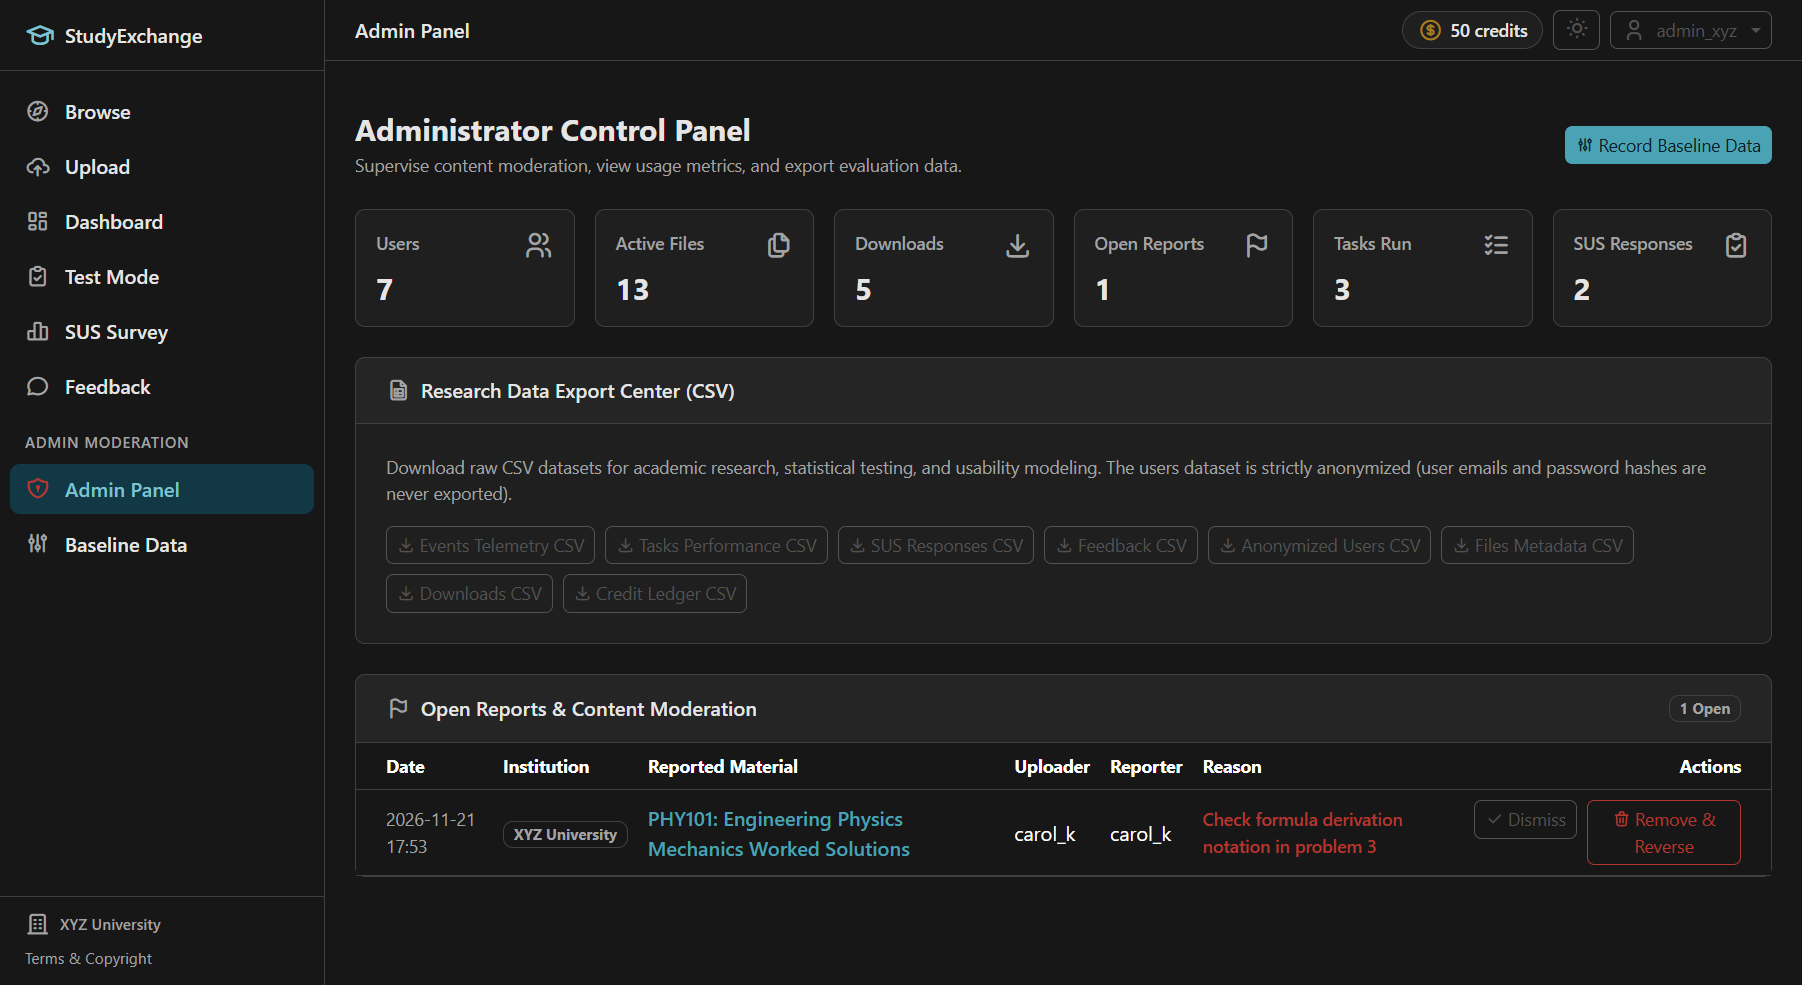 StudyExchange
Browse
Upload
Dashboard
Test Mode
SUS Survey
Feedback
ADMIN MODERATION
Admin Panel
Baseline Data
XYZ University
Terms & Copyright
Admin Panel
50 credits
admin_xyz
Administrator Control Panel
Supervise content moderation, view usage metrics, and export evaluation data.
Record Baseline Data
Users
7
Active Files
13
Downloads
5
Open Reports
1
Tasks Run
3
SUS Responses
2
Research Data Export Center (CSV)
Download raw CSV datasets for academic research, statistical testing, and usability modeling. The users dataset is strictly anonymized (user emails and password hashes are
never exported).
Events Telemetry CSV
Tasks Performance CSV
SUS Responses CSV
Feedback CSV
Anonymized Users CSV
Files Metadata CSV
Downloads CSV
Credit Ledger CSV
Open Reports & Content Moderation
1 Open
Date Institution Reported Material Uploader Reporter Reason Actions
2026-11-21
17:53
XYZ University
PHY101: Engineering Physics
Mechanics Worked Solutions
carol_k
carol_k
Check formula derivation
notation in problem 3
Dismiss
Remove &
Reverse